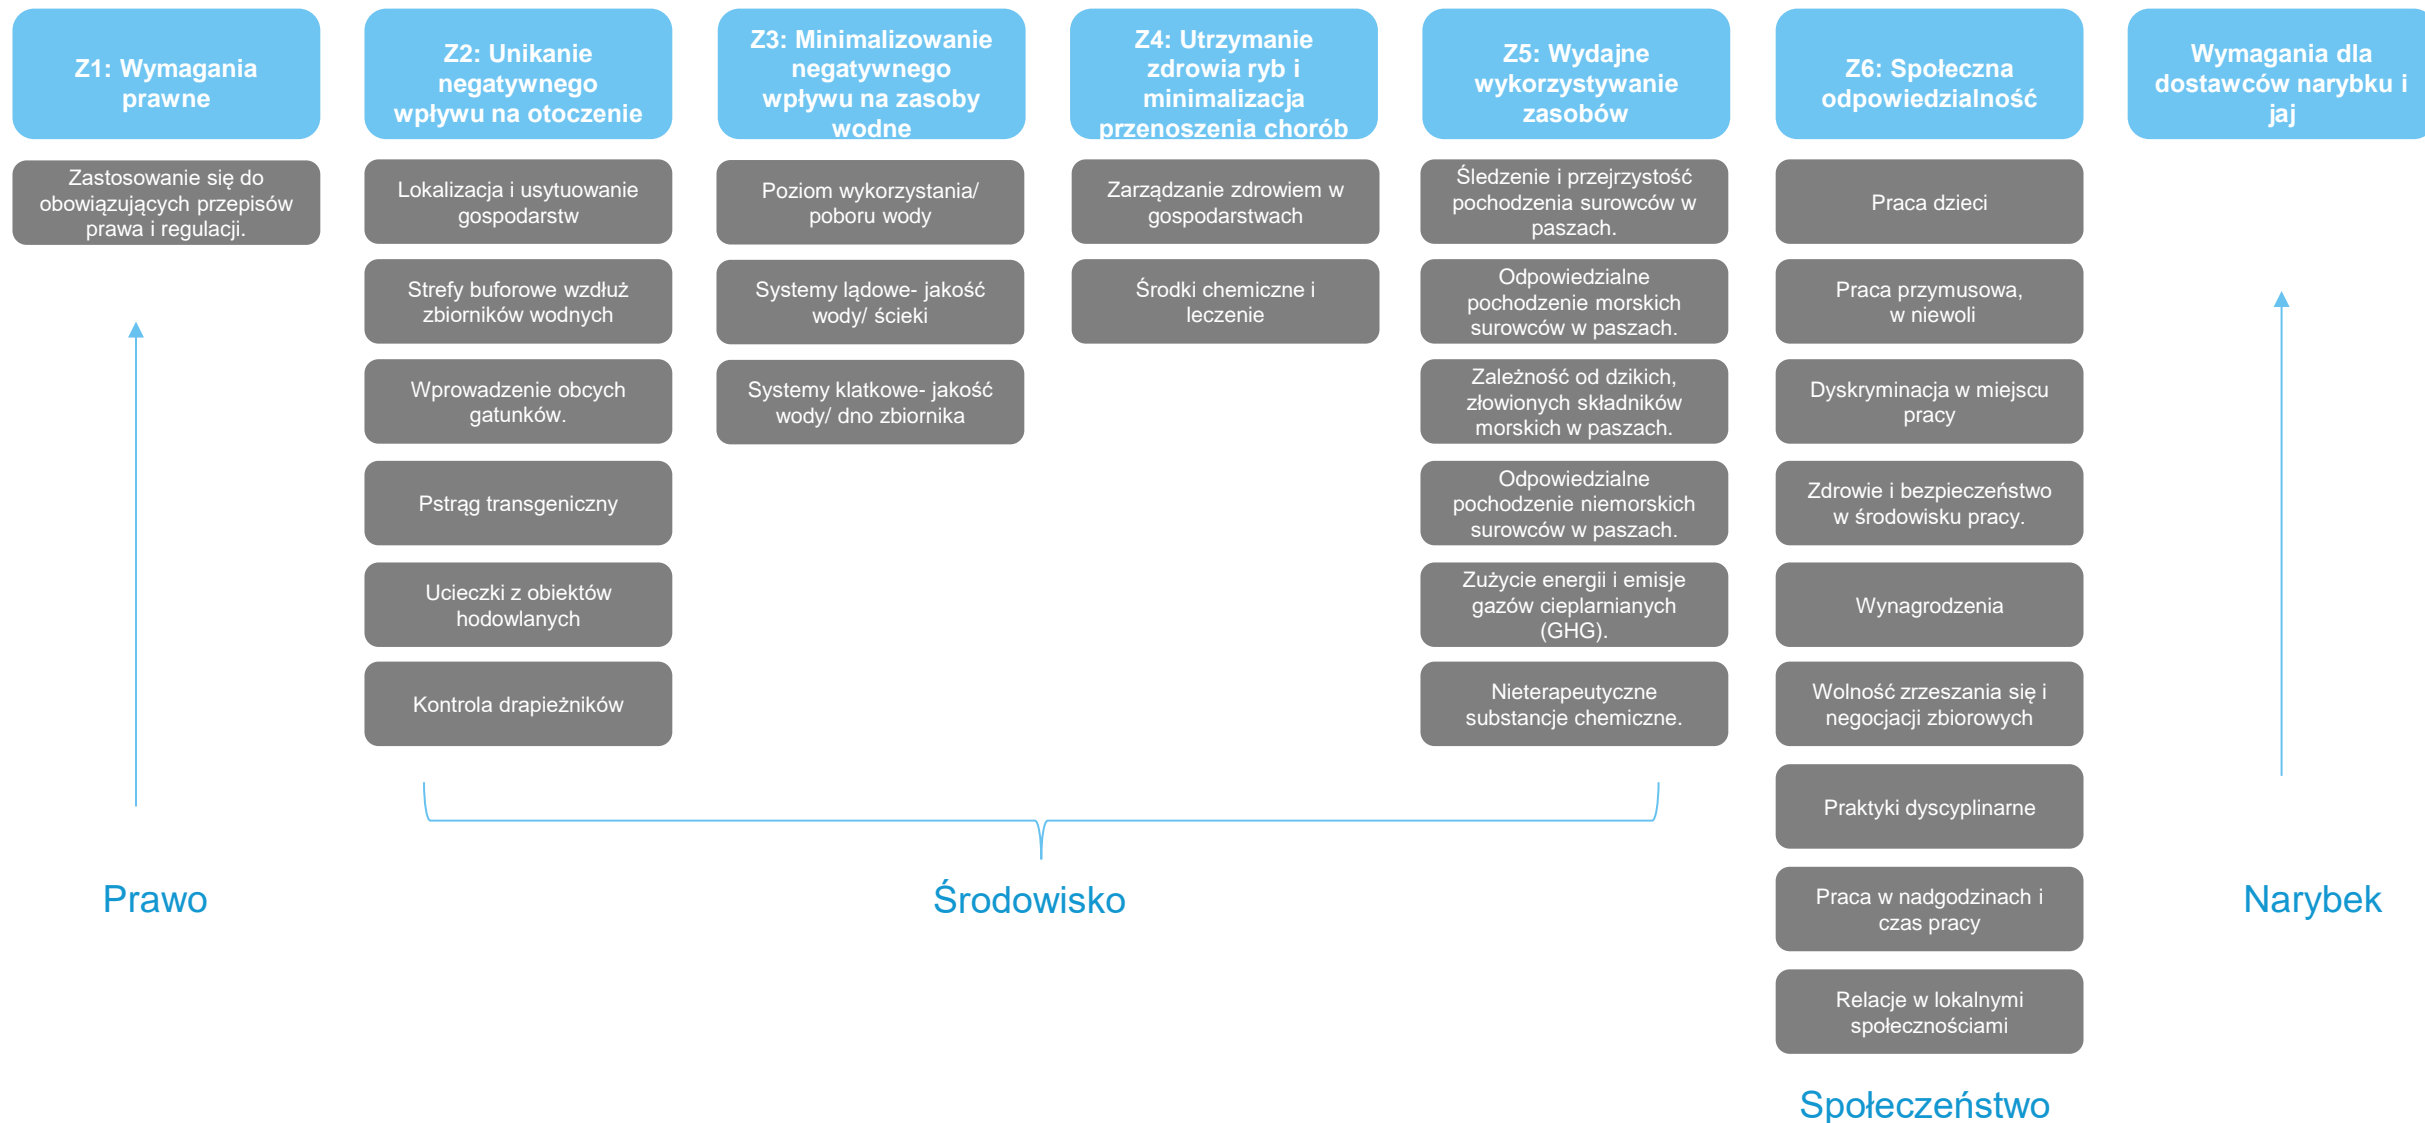 Z1: Wymagania
prawne
Zastosowanie się do
obowiązujących przepisów
prawa i regulacji.
Prawo
Z2: Unikanie
negatywnego
wpływu na otoczenie
Lokalizacja i usytuowanie
gospodarstw
Strefy buforowe wzdłuż
zbiorników wodnych
Wprowadzenie obcych
gatunków.
Pstrąg transgeniczny
Ucieczki z obiektów
hodowlanych
Kontrola drapieżników
Z3: Minimalizowanie
negatywnego
wpływu na zasoby
wodne
Poziom wykorzystania/
poboru wody
Systemy lądowe- jakość
wody/ ścieki
Systemy klatkowe- jakość
wody/ dno zbiornika
Z4: Utrzymanie
zdrowia ryb i
minimalizacja
przenoszenia chorób
Zarządzanie zdrowiem w
gospodarstwach
Środki chemiczne i
leczenie
Z5: Wydajne
wykorzystywanie
zasobów
Śledzenie i przejrzystość
pochodzenia surowców w
paszach.
Odpowiedzialne
pochodzenie morskich
surowców w paszach.
Zależność od dzikich,
złowionych składników
morskich w paszach.
Odpowiedzialne
pochodzenie niemorskich
surowców w paszach.
Zużycie energii i emisje
gazów cieplarnianych
(GHG).
Nieterapeutyczne
substancje chemiczne.
Środowisko
Z6: Społeczna
odpowiedzialność
Praca dzieci
Praca przymusowa,
w niewoli
Dyskryminacja w miejscu
pracy
Zdrowie i bezpieczeństwo
w środowisku pracy.
Wynagrodzenia
Wolność zrzeszania się i
negocjacji zbiorowych
Praktyki dyscyplinarne
Praca w nadgodzinach i
czas pracy
Relacje w lokalnymi
społecznościami
Społeczeństwo
Wymagania dla
dostawców narybku i
jaj
Narybek